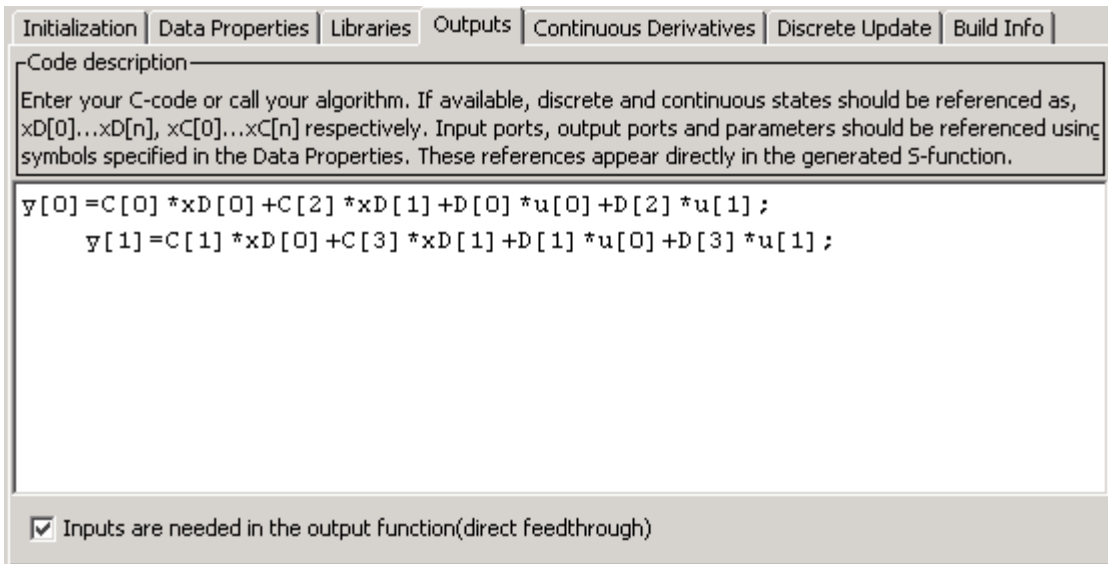 Initialization Data Properties Libraries Outputs Continuous Derivatives Discrete Update Build Info
Code description
Enter your C-code or call your algorithm. If available, discrete and continuous states should be referenced as,
xD[0]...xD[n], xC[0]...xC[n] respectively. Input ports, output ports and parameters should be referenced using
symbols specified in the Data Properties. These references appear directly in the generated S-function.
y[0]=C[0]*xD[0]+C[2]*xD[1]+D[0]*u[0]+D[2]*u[1];
y[1]=C[1]*xD[0]+C[3]*xD[1]+D[1]*u[0]+D[3]*u[1];
Inputs are needed in the output function(direct feedthrough)